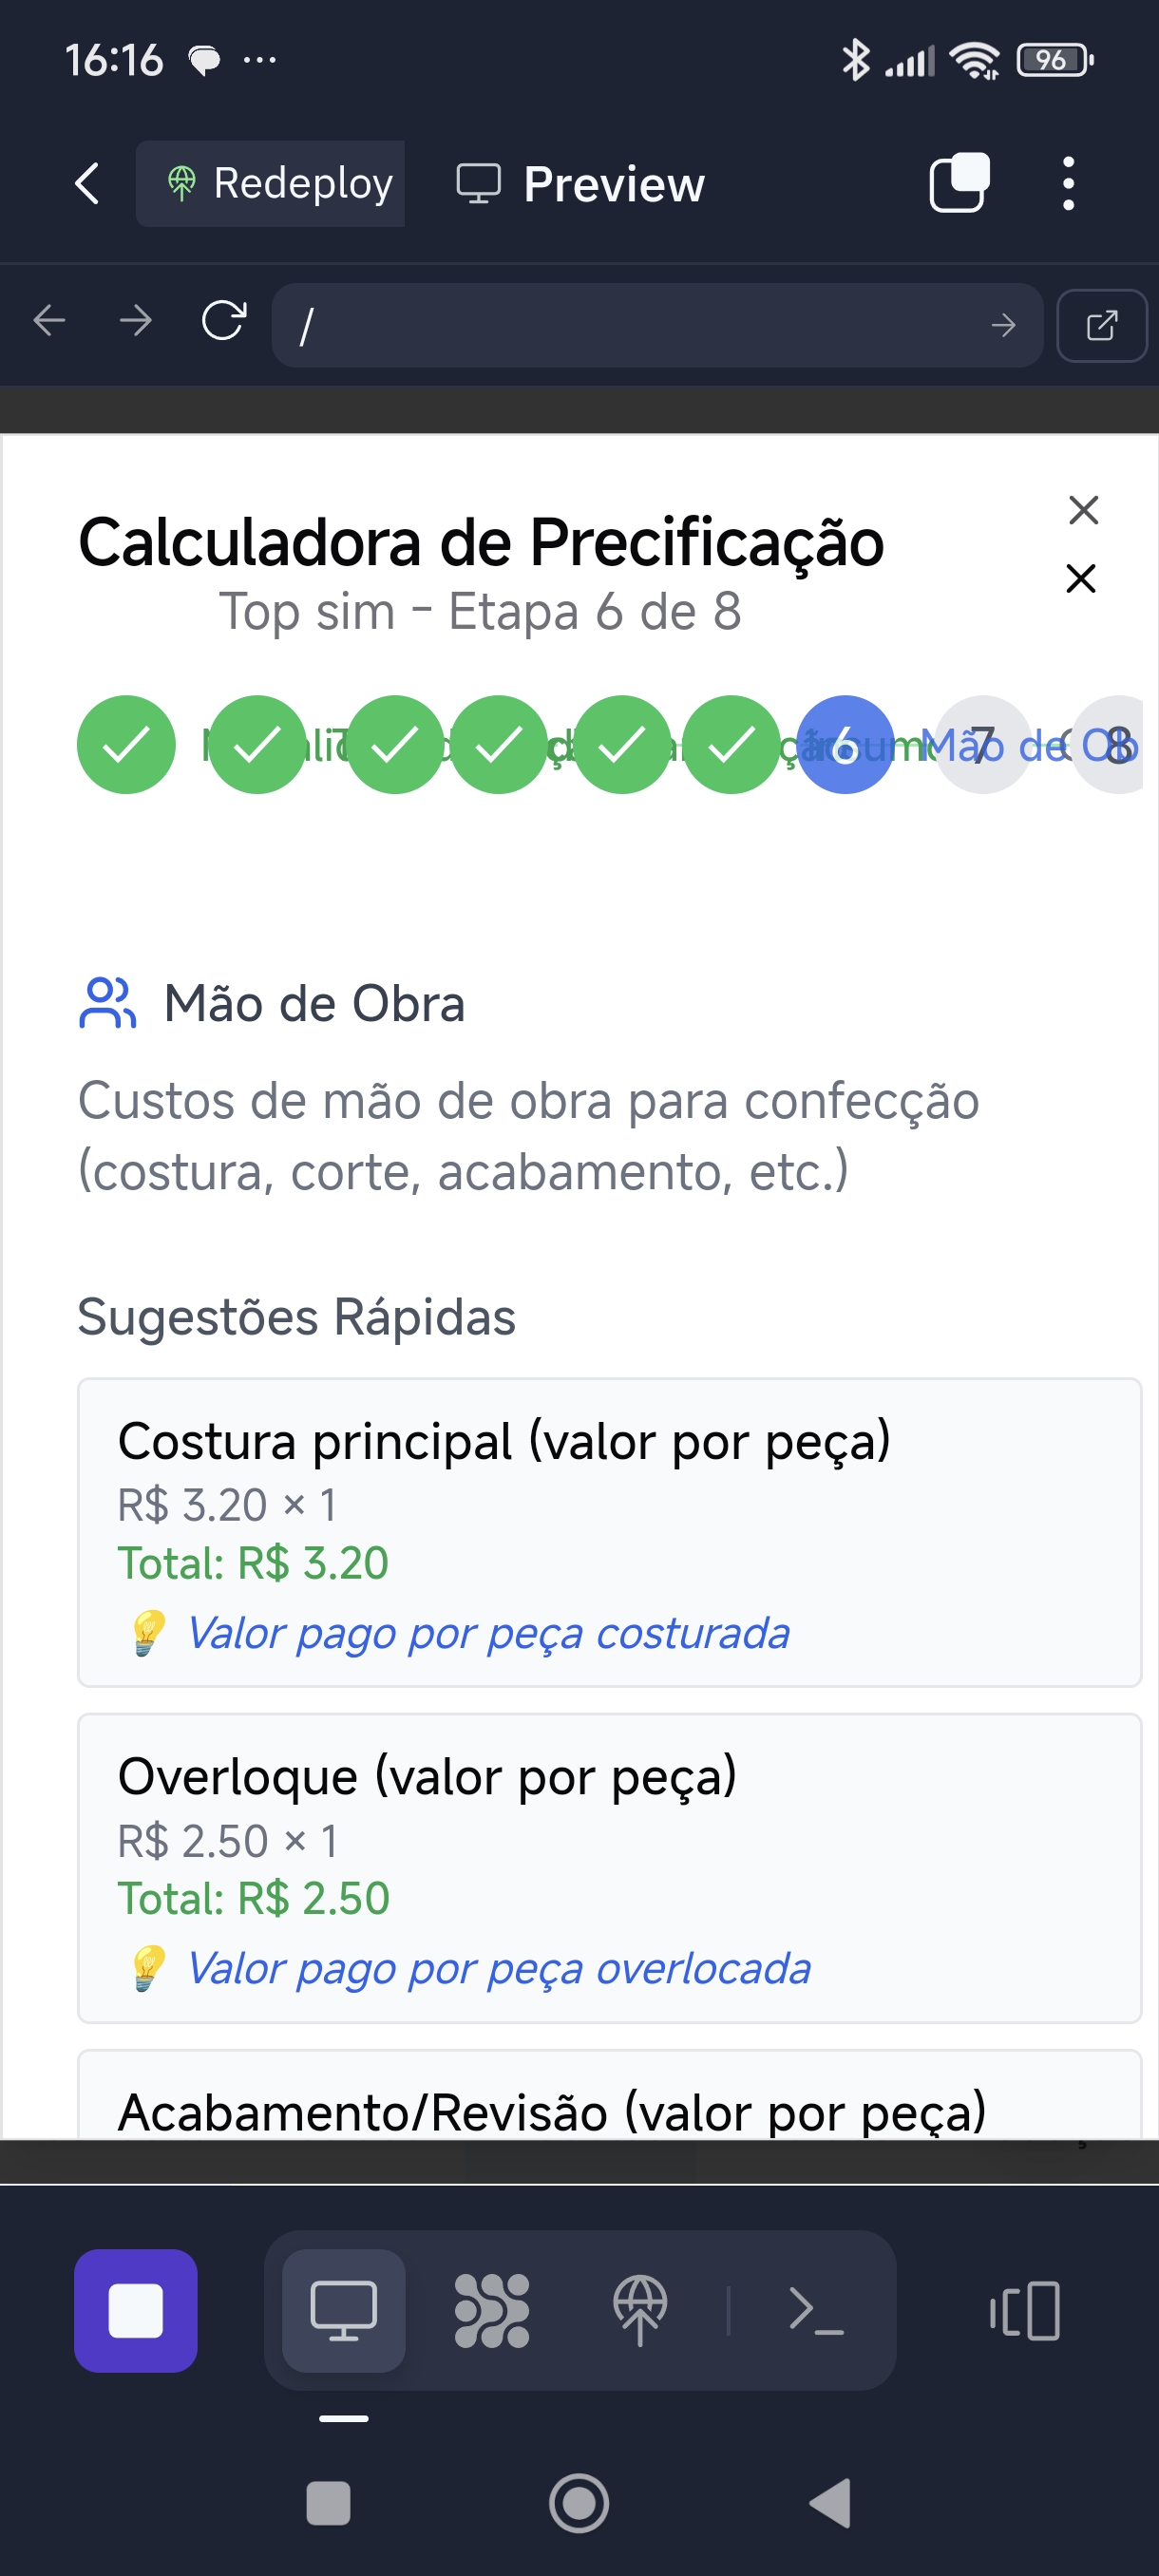 16:16
96
Redeploy
Preview
/
Calculadora de Precificação
Top sim - Etapa 6 de 8
6 Mão de Ob 7 8
Mão de Obra
Custos de mão de obra para confecção
(costura, corte, acabamento, etc.)
Sugestões Rápidas
Costura principal (valor por peça)
R$ 3.20 × 1
Total: R$ 3.20
💡 Valor pago por peça costurada
Overloque (valor por peça)
R$ 2.50 × 1
Total: R$ 2.50
💡 Valor pago por peça overlocada
Acabamento/Revisão (valor por peça)